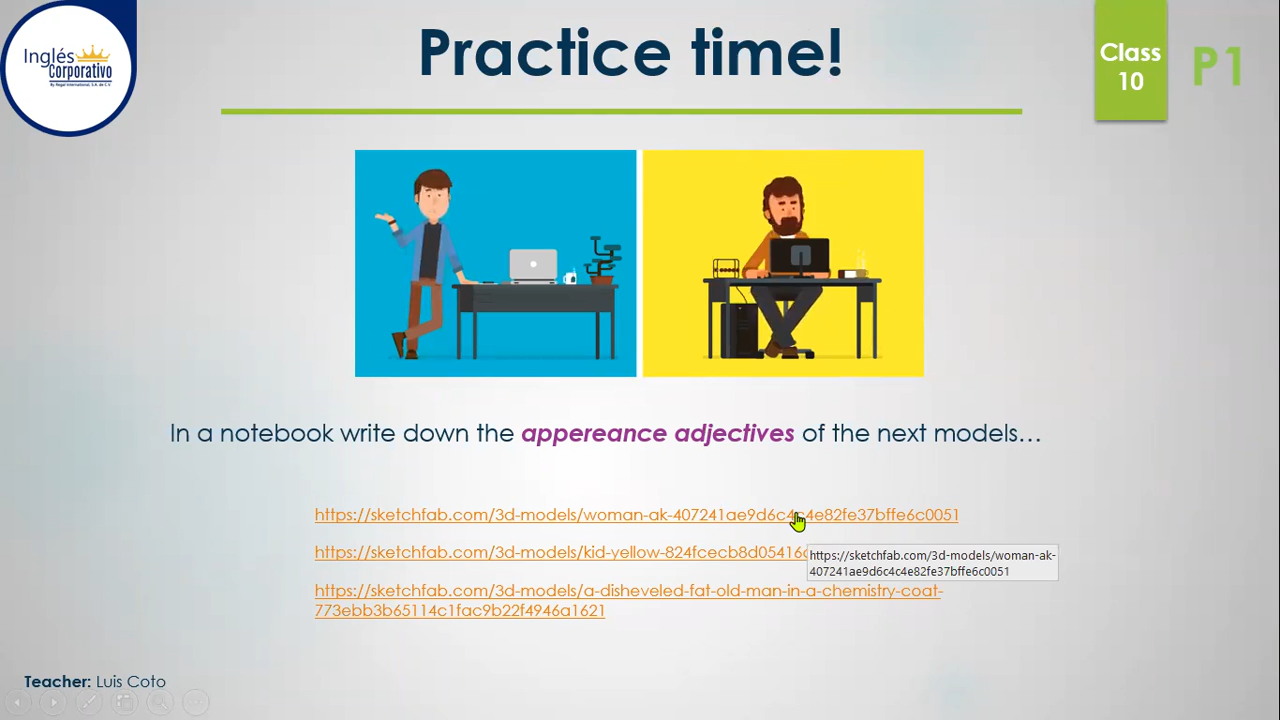 Inglés
Corporativo
By Regal International, S.A. de C.V.
Practice time!
Class
10
P1
In a notebook write down the appereance adjectives of the next models…
https://sketchfab.com/3d-models/woman-ak-407241ae9d6c4c4e82fe37bffe6c0051
https://sketchfab.com/3d-models/kid-yellow-824fcecb8d05416
https://sketchfab.com/3d-models/woman-ak-
407241ae9d6c4c4e82fe37bffe6c0051
https://sketchfab.com/3d-models/a-disheveled-fat-old-man-in-a-chemistry-coat-
773ebb3b65114c1fac9b22f4946a1621
Teacher: Luis Coto